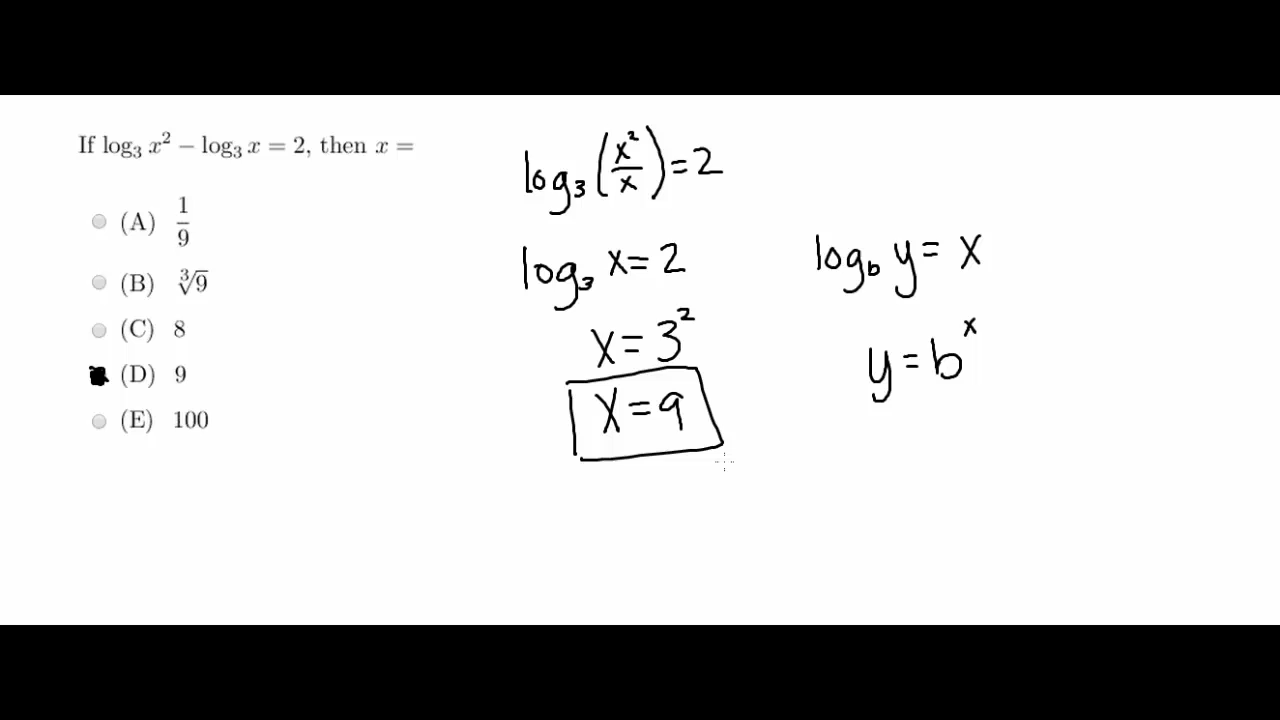 If log₃ x² − log₃ x = 2, then x =
(A) 1/9
(B) ∛9
(C) 8
(D) 9
(E) 100
log₃(x²/x) = 2
log₃ x = 2
x = 3²
x = 9
log_b y = x
y = bˣ